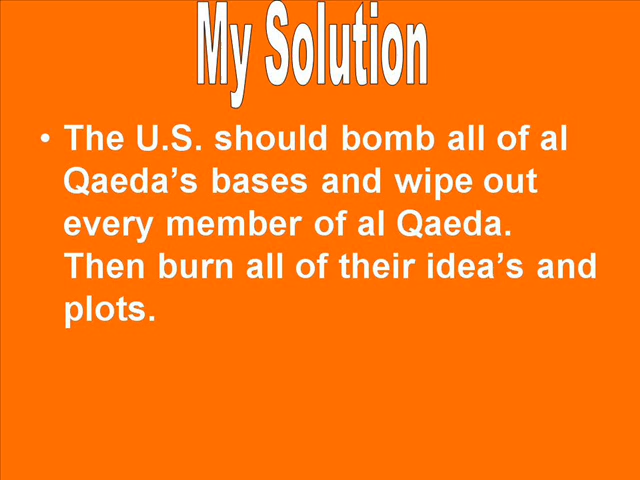 My Solution
• The U.S. should bomb all of al
Qaeda’s bases and wipe out
every member of al Qaeda.
Then burn all of their idea’s and
plots.